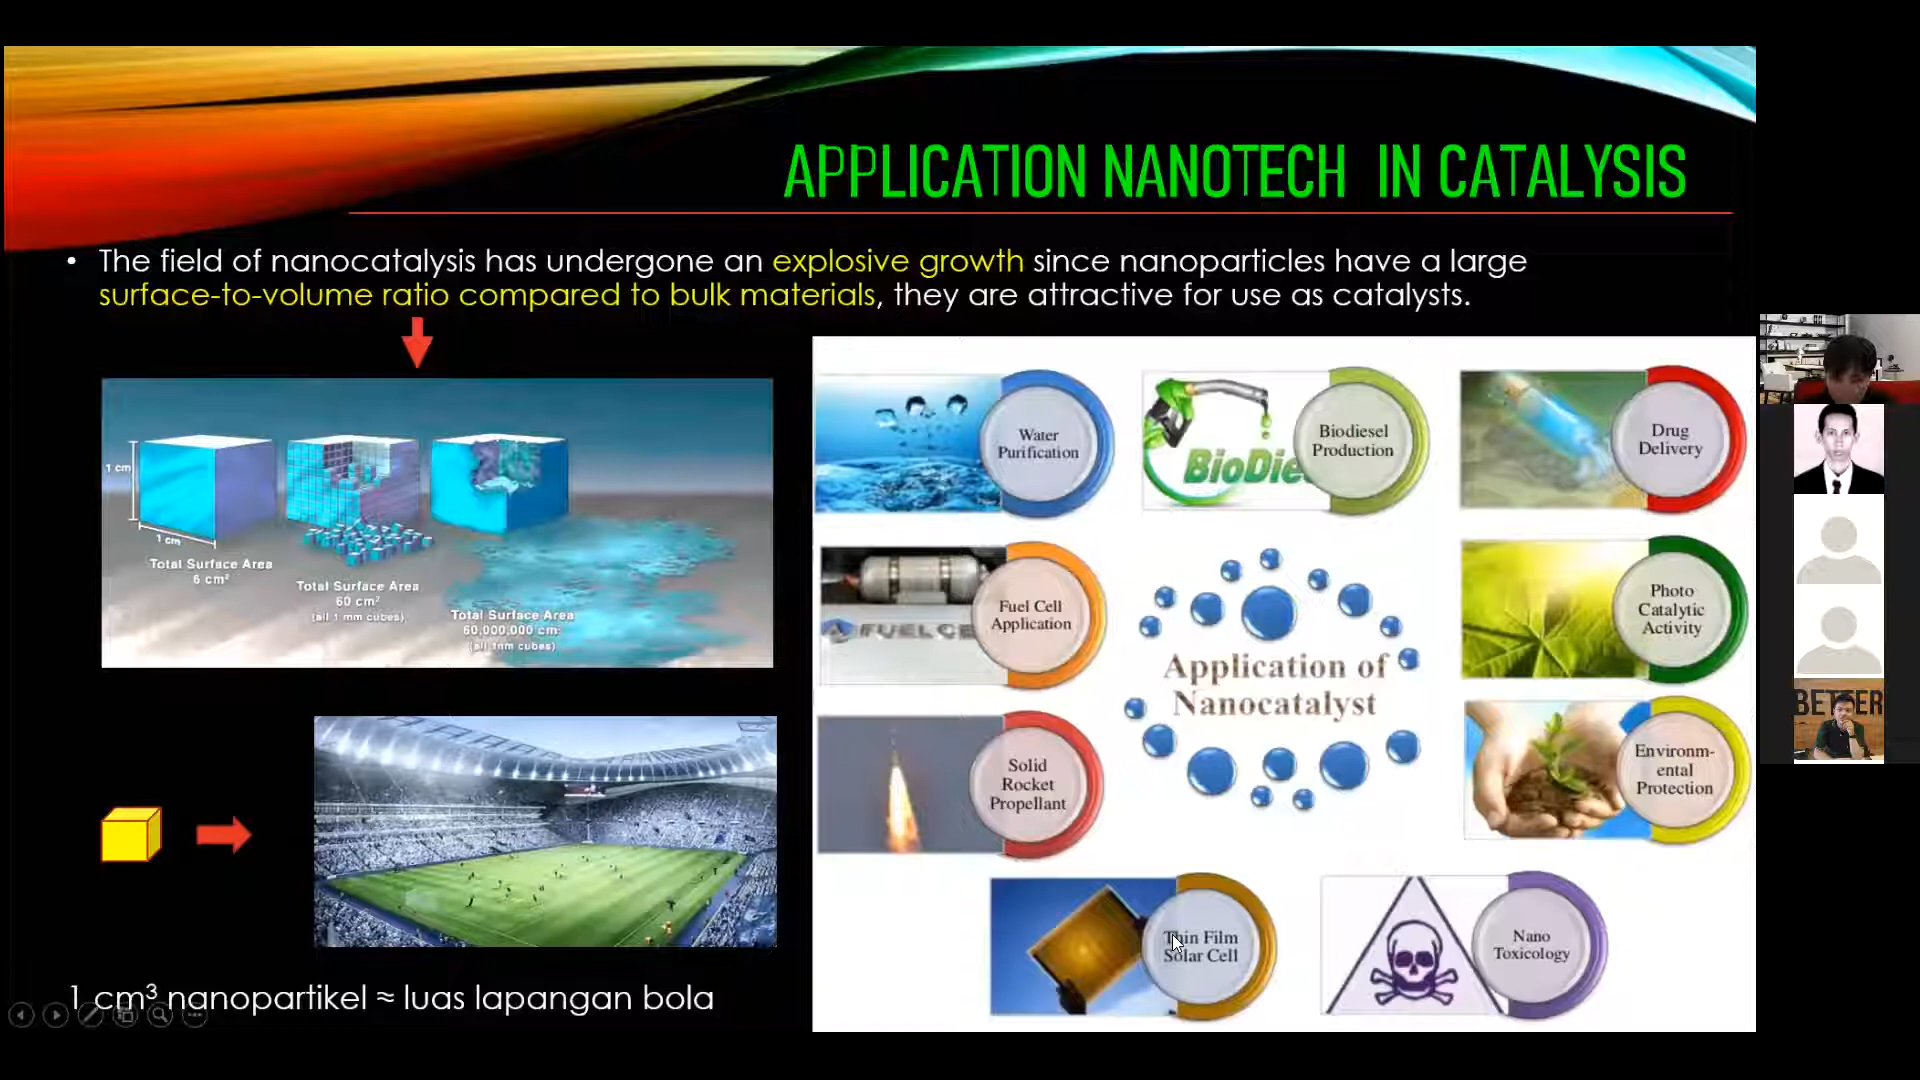 APPLICATION NANOTECH IN CATALYSIS
• The field of nanocatalysis has undergone an explosive growth since nanoparticles have a large
surface-to-volume ratio compared to bulk materials, they are attractive for use as catalysts.
1 cm
1 cm
Total Surface Area
6 cm²
Total Surface Area
60 cm²
(all 1 mm cubes)
Total Surface Area
60,000,000 cm²
(all 1nm cubes)
1 cm³ nanopartikel ≈ luas lapangan bola
Water
Purification
BioDie
Biodiesel
Production
Drug
Delivery
FUELCE
Fuel Cell
Application
Photo
Catalytic
Activity
Application of
Nanocatalyst
Solid
Rocket
Propellant
Environm-
ental
Protection
Thin Film
Solar Cell
Nano
Toxicology
BETTER